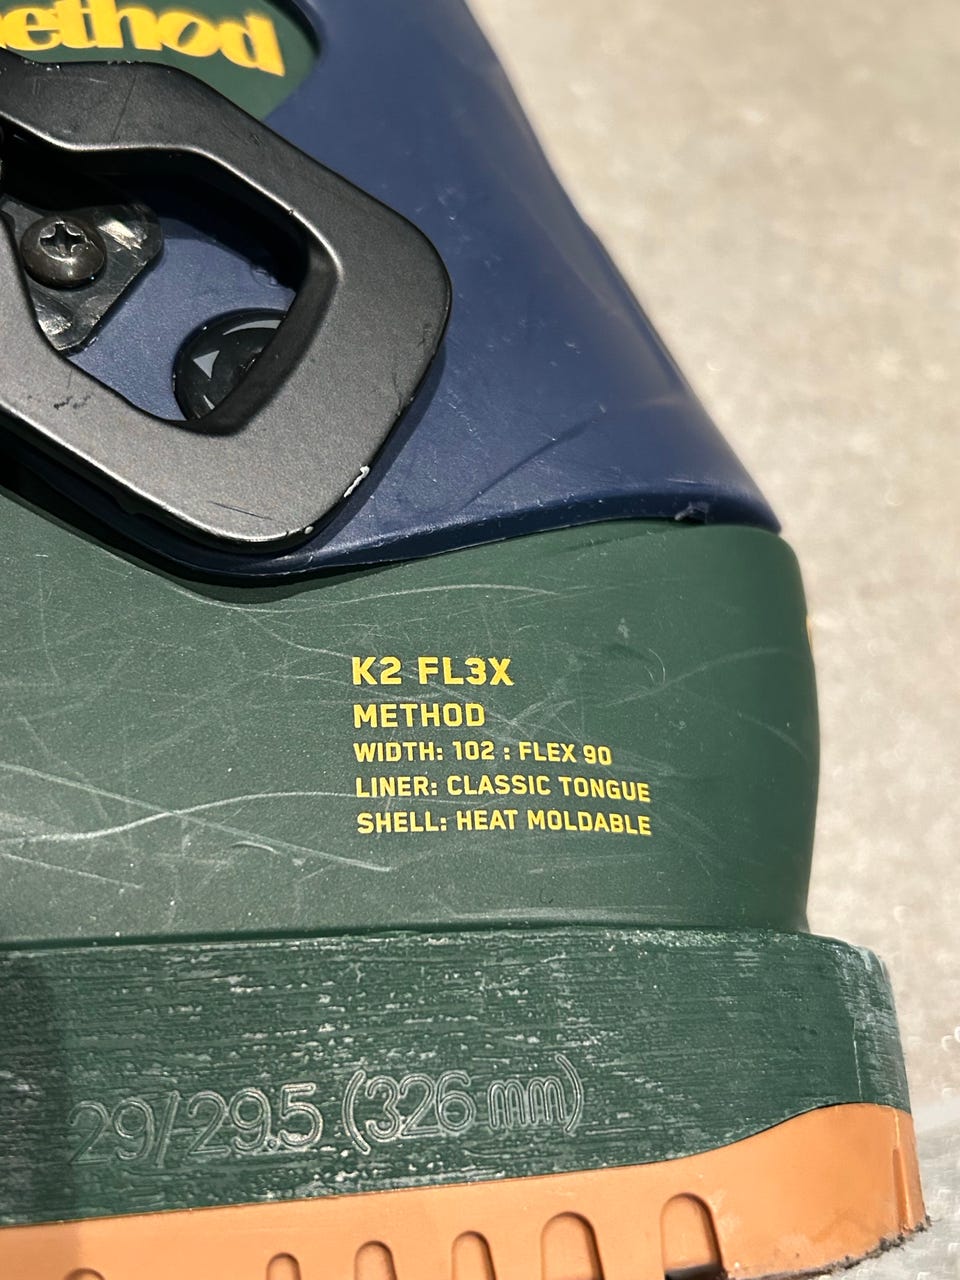 ethod
K2 FL3X
METHOD
WIDTH: 102 : FLEX 90
LINER: CLASSIC TONGUE
SHELL: HEAT MOLDABLE
29/29.5 (326 mm)